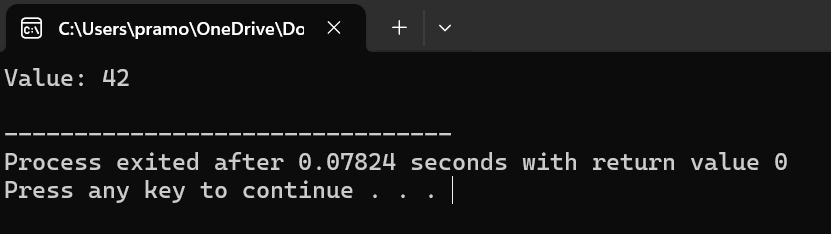 C:\Users\pramo\OneDrive\Do
Value: 42
--------------------------------
Process exited after 0.07824 seconds with return value 0
Press any key to continue . . .